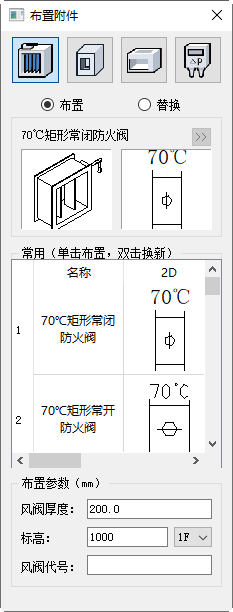 布置附件
ΔP
布置 替换
70℃矩形常闭防火阀 >>
70℃
常用（单击布置，双击换新）
名称 2D
1 70℃矩形常闭
防火阀
70℃
2 70℃矩形常开
防火阀
70℃
布置参数（mm）
风阀厚度： 200.0
标高： 1000 1F
风阀代号：